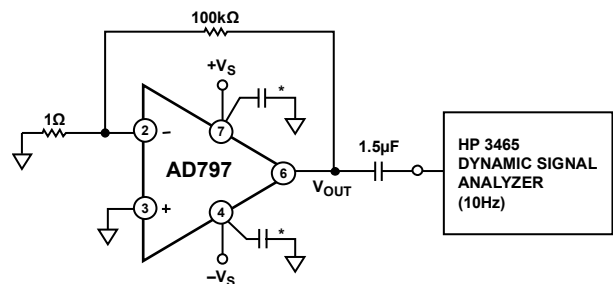 100kΩ
+VS
*
1Ω
2
−
7
1.5µF
HP 3465
DYNAMIC SIGNAL
ANALYZER
(10Hz)
AD797
6
VOUT
3
+
4
*
−VS